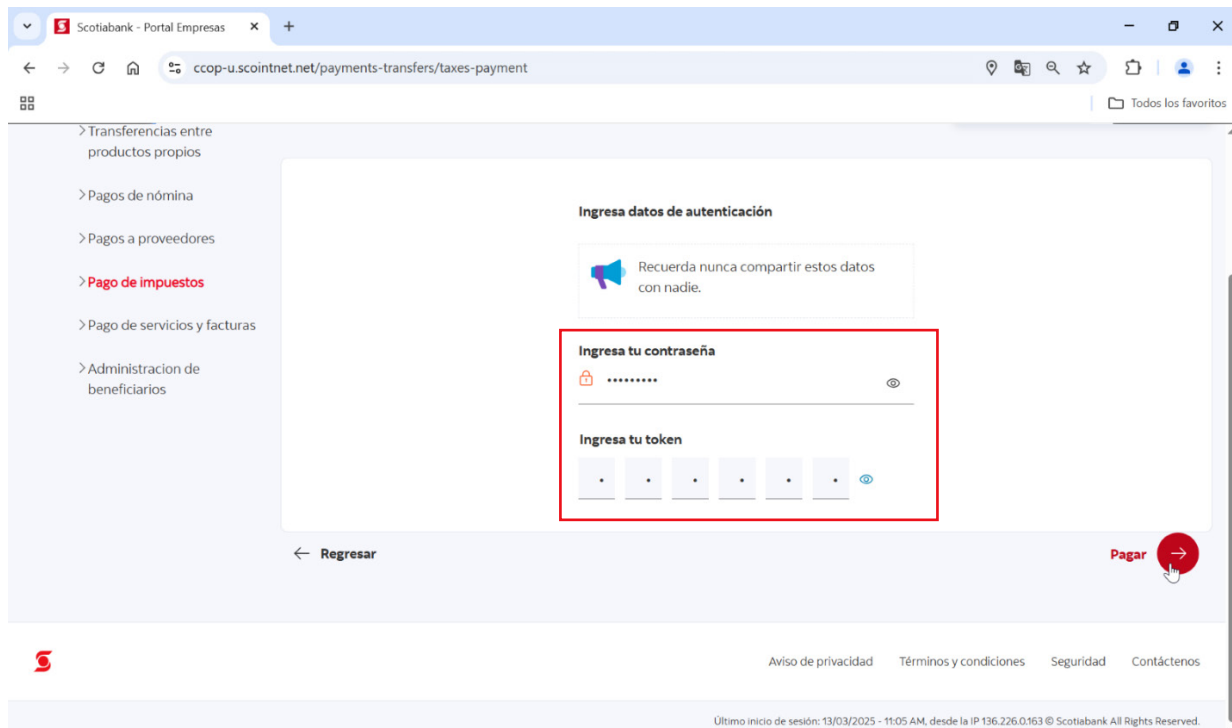 Scotiabank - Portal Empresas
ccop-u.scointnet.net/payments-transfers/taxes-payment
Todos los favoritos
Transferencias entre
productos propios
Pagos de nómina
Pagos a proveedores
Pago de impuestos
Pago de servicios y facturas
Administracion de
beneficiarios
Ingresa datos de autenticación
Recuerda nunca compartir estos datos
con nadie.
Ingresa tu contraseña
•••••••••
Ingresa tu token
• • • • • •
Regresar
Pagar
Aviso de privacidad Términos y condiciones Seguridad Contáctenos
Último inicio de sesión: 13/03/2025 - 11:05 AM, desde la IP 136.226.0.163 © Scotiabank All Rights Reserved.